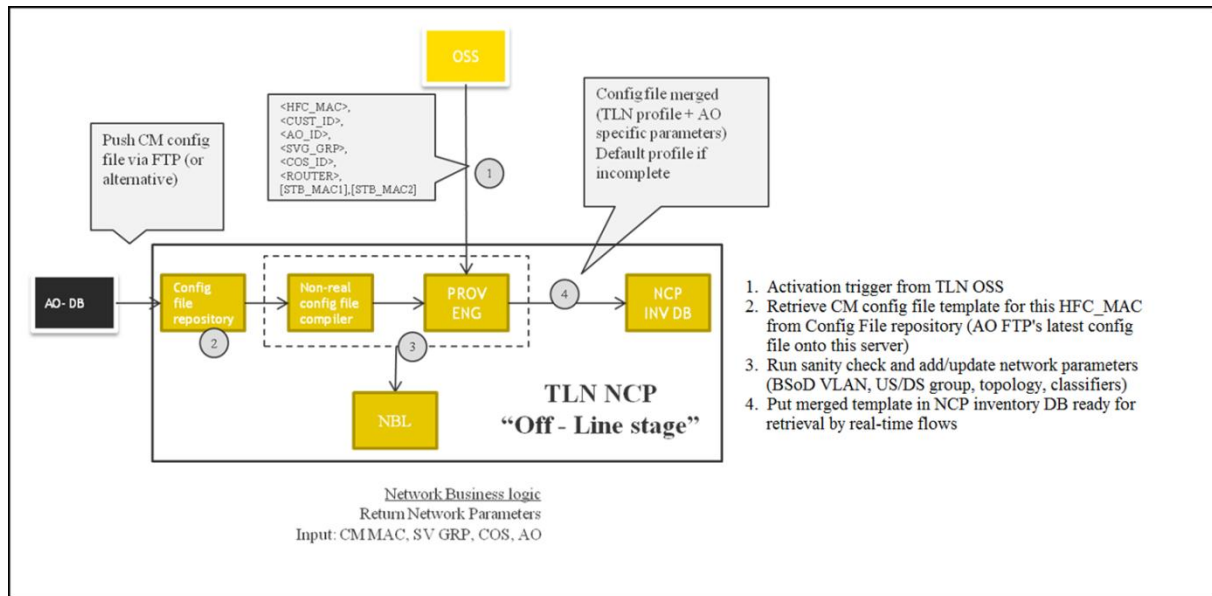 OSS
<HFC_MAC>,
<CUST_ID>,
<AO_ID>,
<SVG_GRP>,
<COS_ID>,
<ROUTER>,
[STB_MAC1],[STB_MAC2]
1
Config file merged
(TLN profile + AO
specific parameters)
Default profile if
incomplete
Push CM config
file via FTP (or
alternative)
AO- DB
Config
file
repository
2
Non-real
config file
compiler
PROV
ENG
3
4
NCP
INV DB
NBL
TLN NCP
“Off - Line stage”
Network Business logic
Return Network Parameters
Input: CM MAC, SV GRP, COS, AO
1. Activation trigger from TLN OSS
2. Retrieve CM config file template for this HFC_MAC
from Config File repository (AO FTP's latest config
file onto this server)
3. Run sanity check and add/update network parameters
(BSoD VLAN, US/DS group, topology, classifiers)
4. Put merged template in NCP inventory DB ready for
retrieval by real-time flows